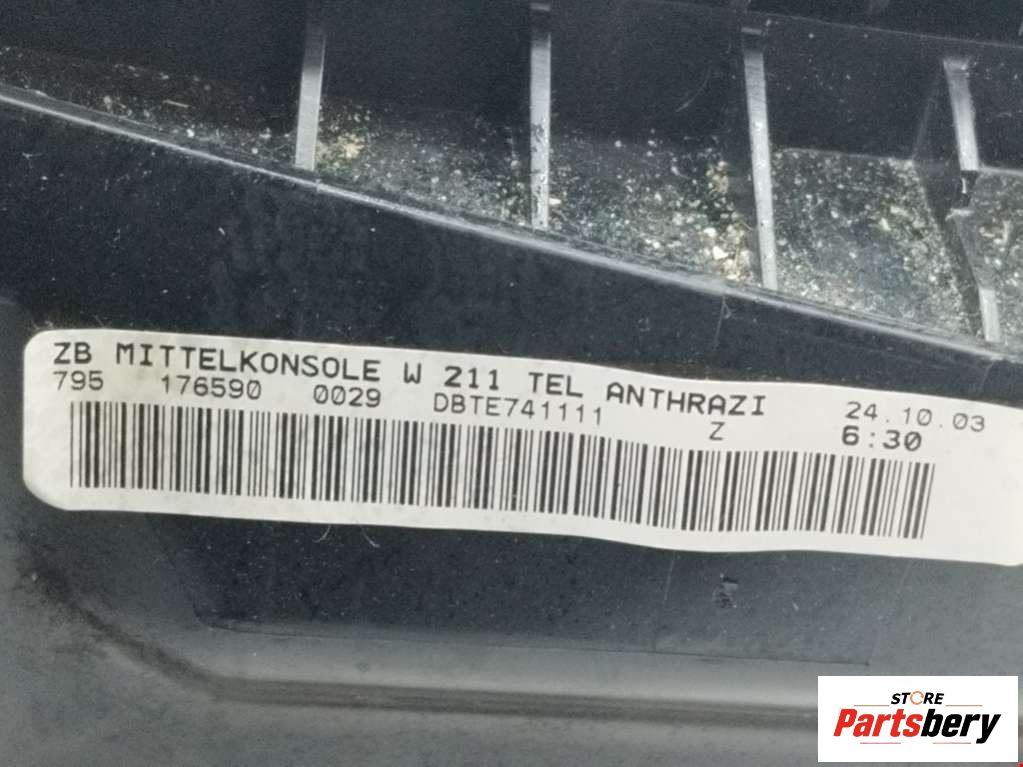 ZB MITTELKONSOLE W 211 TEL ANTHRAZI 24.10.03
795 176590 0029 DBTE741111 Z 6:30
STORE
Partsbery